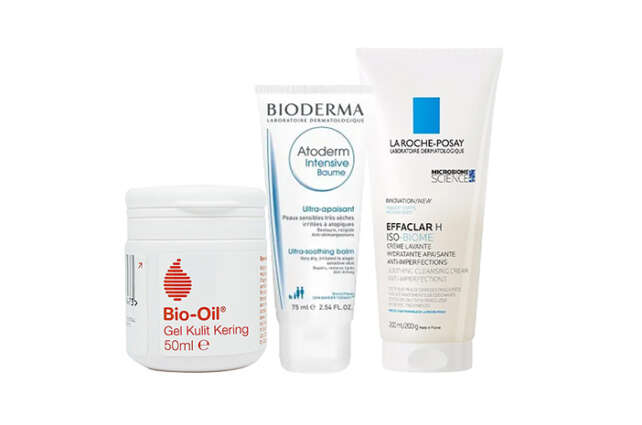 Bio-Oil®
Gel Kulit Kering
50ml e
BIODERMA
LABORATOIRE DERMATOLOGIQUE
Atoderm
Intensive
Baume
Ultra-apaisant
Peaux sensibles très sèches
irritées à atopiques
Ultra-soothing balm
75 ml e 2.54 FL.OZ.
LA ROCHE-POSAY
LABORATOIRE DERMATOLOGIQUE
MICROBIOME
SCIENCE
INNOVATION/NEW
EFFACLAR H
ISO-BIOME
CRÈME LAVANTE
HYDRATANTE APAISANTE
ANTI-IMPERFECTIONS
SOOTHING CLEANSING CREAM
ANTI-IMPERFECTIONS
200 ml/200g